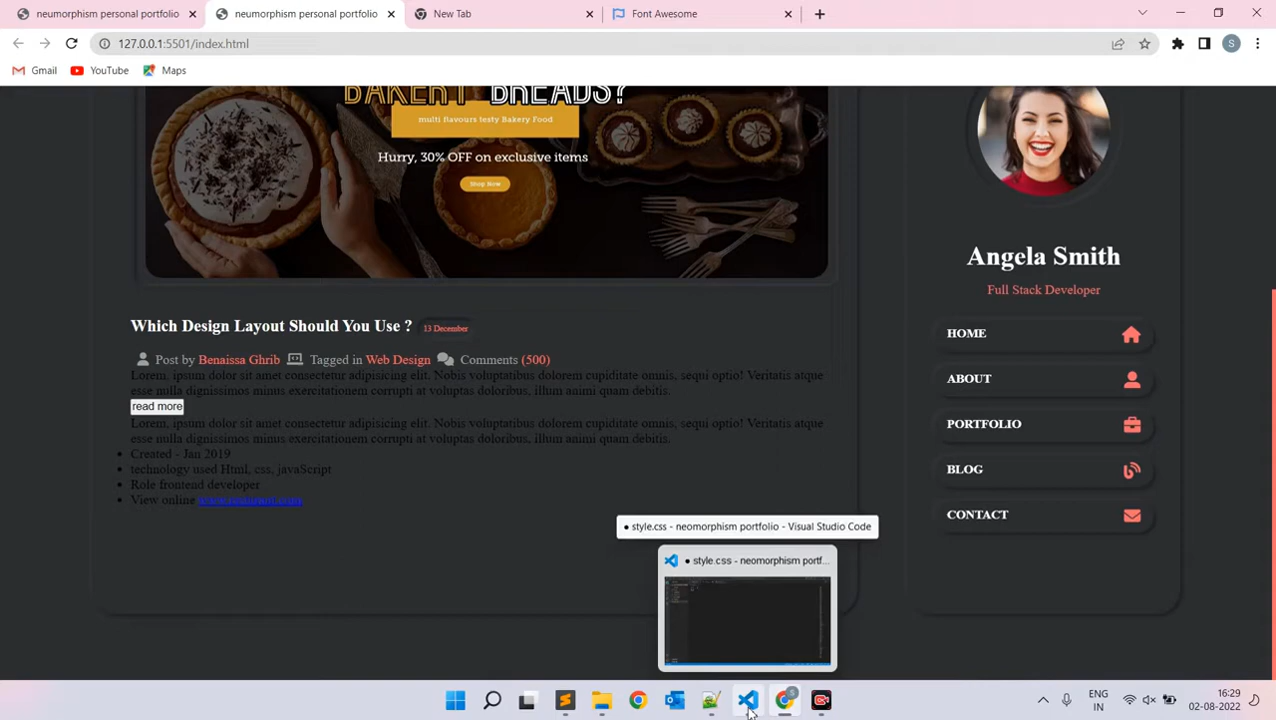 neumorphism personal portfolio
neumorphism personal portfolio
New Tab
Font Awesome
127.0.0.1:5501/index.html
S
Gmail
YouTube
Maps
BAKERY BREADS?
multi flavours testy Bakery Food
Hurry, 30% OFF on exclusive items
Shop Now
Which Design Layout Should You Use ? 13 December
Post by Benaissa Ghrib Tagged in Web Design Comments (500)
Lorem, ipsum dolor sit amet consectetur adipisicing elit. Nobis voluptatibus dolorem cupiditate omnis, sequi optio! Veritatis atque
esse nulla dignissimos minus exercitationem corrupti at voluptas doloribus, illum animi quam debitis.
read more
Lorem, ipsum dolor sit amet consectetur adipisicing elit. Nobis voluptatibus dolorem cupiditate omnis, sequi optio! Veritatis atque
esse nulla dignissimos minus exercitationem corrupti at voluptas doloribus, illum animi quam debitis.
Created - Jan 2019
technology used Html, css, javaScript
Role frontend developer
View online
Angela Smith
Full Stack Developer
HOME
ABOUT
PORTFOLIO
BLOG
CONTACT
● style.css - neomorphism portfolio - Visual Studio Code
● style.css - neomorphism portf...
S
ENG
IN
16:29
02-08-2022